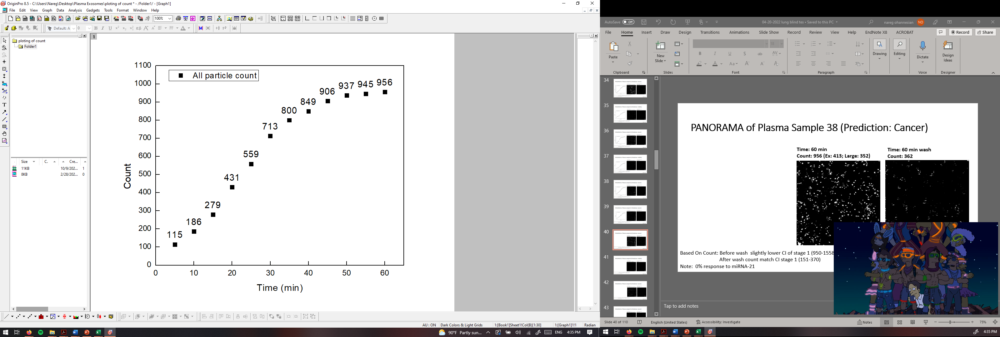 OriginPro 8.5 - C:\Users\Nareg\Desktop\Plasma Exosomes\ploting of count * - /Folder1/ - [Graph1]
File Edit View Graph Data Analysis Gadgets Tools Format Window Help
100%
Default: A 0
ploting of count
Folder1
Size C. Cre...
11KB 10/9/202... 1
8KB 2/28/202... 0
1
1100
1000
900
800
700
600
500
400
300
200
100
0
Count
All particle count
115
186
279
431
559
713
800
849
906
937
945
956
0 10 20 30 40 50 60
Time (min)
AU : ON Dark Colors & Light Grids 1:[Book1]Sheet1!Col(B)[1:30] 1:[Graph1]1!1 Radian
90°F Partly sun... ENG 4:35 PM
AutoSave Off
04-20-2022 lung blind tes • Saved to this PC
nareg ohannesian NO
File Home Insert Draw Design Transitions Animations Slide Show Record Review View Help EndNote X8 ACROBAT
Record Share
Paste
New Slide
18
Drawing
Editing
Dictate
Design Ideas
Clipboard Slides Font Paragraph Voice Designer
34
35
36
37
38
39
40
41
42
43
PANORAMA of Plasma Sample 38 (Prediction: Cancer)
Time: 60 min
Count: 956 (Ex: 413; Large: 352)
Time: 60 min wash
Count: 362
Based On Count: Before wash slightly lower CI of stage 1 (950-1558
After wash count match CI stage 1 (151-370)
Note: 0% response to miRNA-21
Tap to add notes
Slide 40 of 110 English (United States) Accessibility: Investigate Notes 75%
4:35 PM